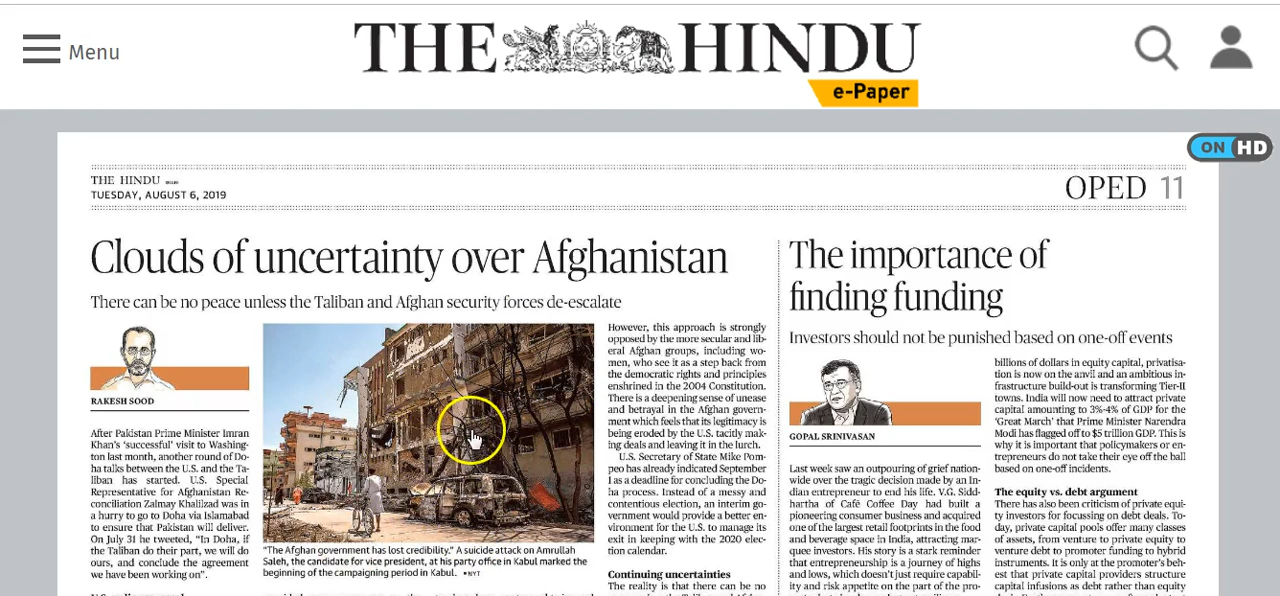 Menu
THE HINDU
e-Paper
ON HD
THE HINDU
TUESDAY, AUGUST 6, 2019
OPED 11
Clouds of uncertainty over Afghanistan
There can be no peace unless the Taliban and Afghan security forces de-escalate
RAKESH SOOD
After Pakistan Prime Minister Imran
Khan's 'successful' visit to Washing-
ton last month, another round of Do-
ha talks between the U.S. and the Ta-
liban has started. U.S. Special
Representative for Afghanistan Re-
conciliation Zalmay Khalilzad was in
a hurry to go to Doha via Islamabad
to ensure that Pakistan will deliver.
On July 31 he tweeted, "In Doha, if
the Taliban do their part, we will do
ours, and conclude the agreement
we have been working on".
"The Afghan government has lost credibility." A suicide attack on Amrullah
Saleh, the candidate for vice president, at his party office in Kabul marked the
beginning of the campaigning period in Kabul. •NYT
However, this approach is strongly
opposed by the more secular and lib-
eral Afghan groups, including wo-
men, who see it as a step back from
the democratic rights and principles
enshrined in the 2004 Constitution.
There is a deepening sense of unease
and betrayal in the Afghan govern-
ment which feels that its legitimacy is
being eroded by the U.S. tacitly mak-
ing deals and leaving it in the lurch.
U.S. Secretary of State Mike Pom-
peo has already indicated September
1 as a deadline for concluding the Do-
ha process. Instead of a messy and
contentious election, an interim go-
vernment would provide a better en-
vironment for the U.S. to manage its
exit in keeping with the 2020 elec-
tion calendar.
Continuing uncertainties
The reality is that there can be no
The importance of
finding funding
Investors should not be punished based on one-off events
GOPAL SRINIVASAN
Last week saw an outpouring of grief nation-
wide over the tragic decision made by an In-
dian entrepreneur to end his life. V.G. Sidd-
hartha of Café Coffee Day had built a
pioneering consumer business and acquired
one of the largest retail footprints in the food
and beverage space in India, attracting mar-
quee investors. His story is a stark reminder
that entrepreneurship is a journey of highs
and lows, which doesn't just require capabil-
ity and risk appetite on the part of the pro-
billions of dollars in equity capital, privatisa-
tion is now on the anvil and an ambitious in-
frastructure build-out is transforming Tier-II
towns. India will now need to attract private
capital amounting to 3%-4% of GDP for the
'Great March' that Prime Minister Narendra
Modi has flagged off to $5 trillion GDP. This is
why it is important that policymakers or en-
trepreneurs do not take their eye off the ball
based on one-off incidents.
The equity vs. debt argument
There has also been criticism of private equi-
ty investors for focussing on debt deals. To-
day, private capital pools offer many classes
of assets, from venture to private equity to
venture debt to promoter funding to hybrid
instruments. It is only at the promoter's beh-
est that private capital providers structure
capital infusions as debt rather than equity